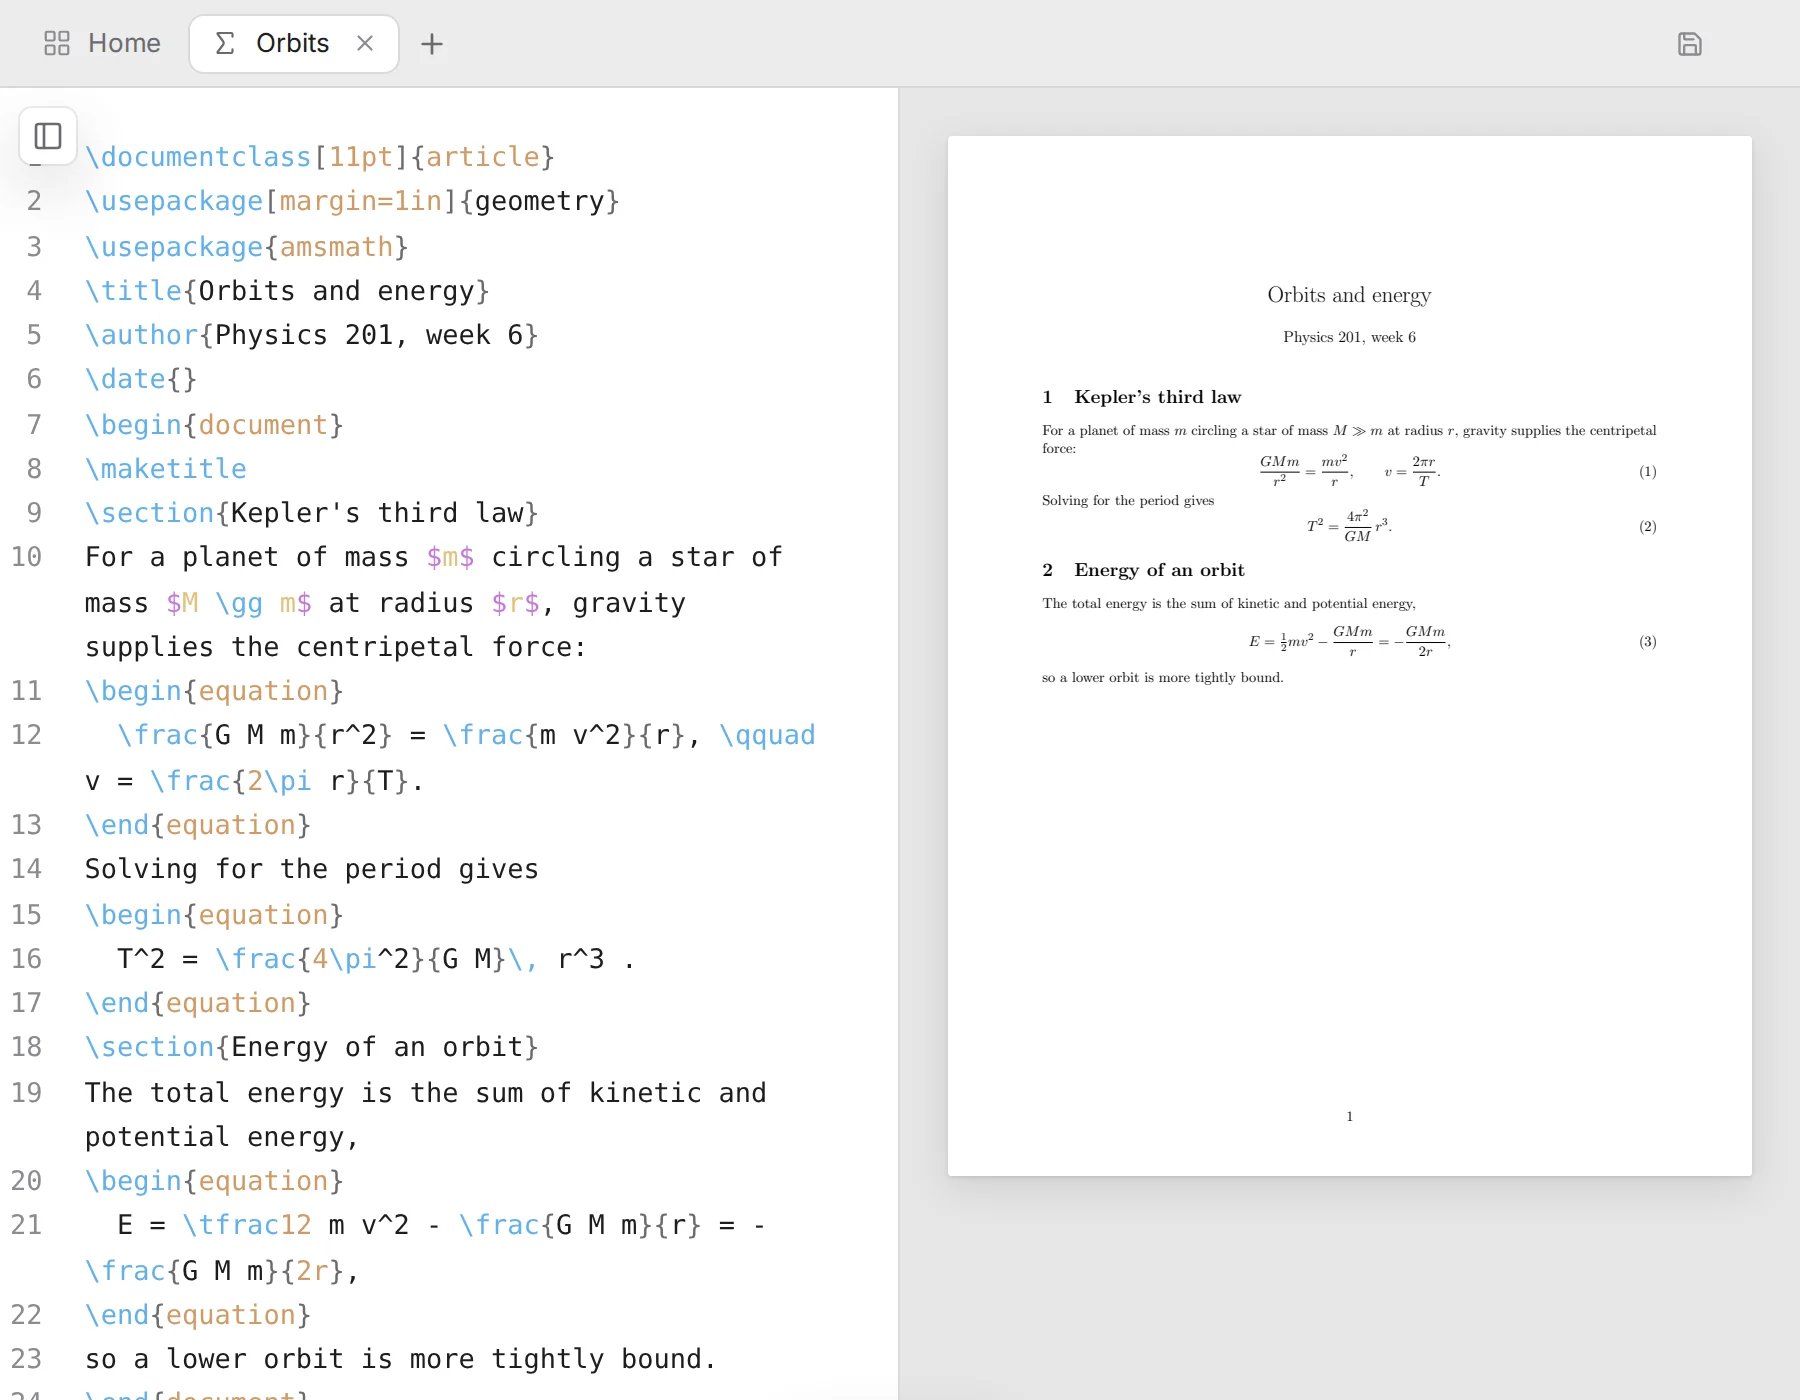 Home
Orbits
\documentclass[11pt]{article}
2 \usepackage[margin=1in]{geometry}
3 \usepackage{amsmath}
4 \title{Orbits and energy}
5 \author{Physics 201, week 6}
6 \date{}
7 \begin{document}
8 \maketitle
9 \section{Kepler's third law}
10 For a planet of mass $m$ circling a star of
mass $M \gg m$ at radius $r$, gravity
supplies the centripetal force:
11 \begin{equation}
12 \frac{G M m}{r^2} = \frac{m v^2}{r}, \qquad
v = \frac{2\pi r}{T}.
13 \end{equation}
14 Solving for the period gives
15 \begin{equation}
16 T^2 = \frac{4\pi^2}{G M}\, r^3 .
17 \end{equation}
18 \section{Energy of an orbit}
19 The total energy is the sum of kinetic and
potential energy,
20 \begin{equation}
21 E = \tfrac12 m v^2 - \frac{G M m}{r} = -
\frac{G M m}{2r},
22 \end{equation}
23 so a lower orbit is more tightly bound.
24 \end{document}
Orbits and energy
Physics 201, week 6
1 Kepler's third law
For a planet of mass m circling a star of mass M ≫ m at radius r, gravity supplies the centripetal
force:
GMm/r² = mv²/r, v = 2πr/T. (1)
Solving for the period gives
T² = 4π²/GM r³. (2)
2 Energy of an orbit
The total energy is the sum of kinetic and potential energy,
E = ½mv² − GMm/r = −GMm/2r, (3)
so a lower orbit is more tightly bound.
1